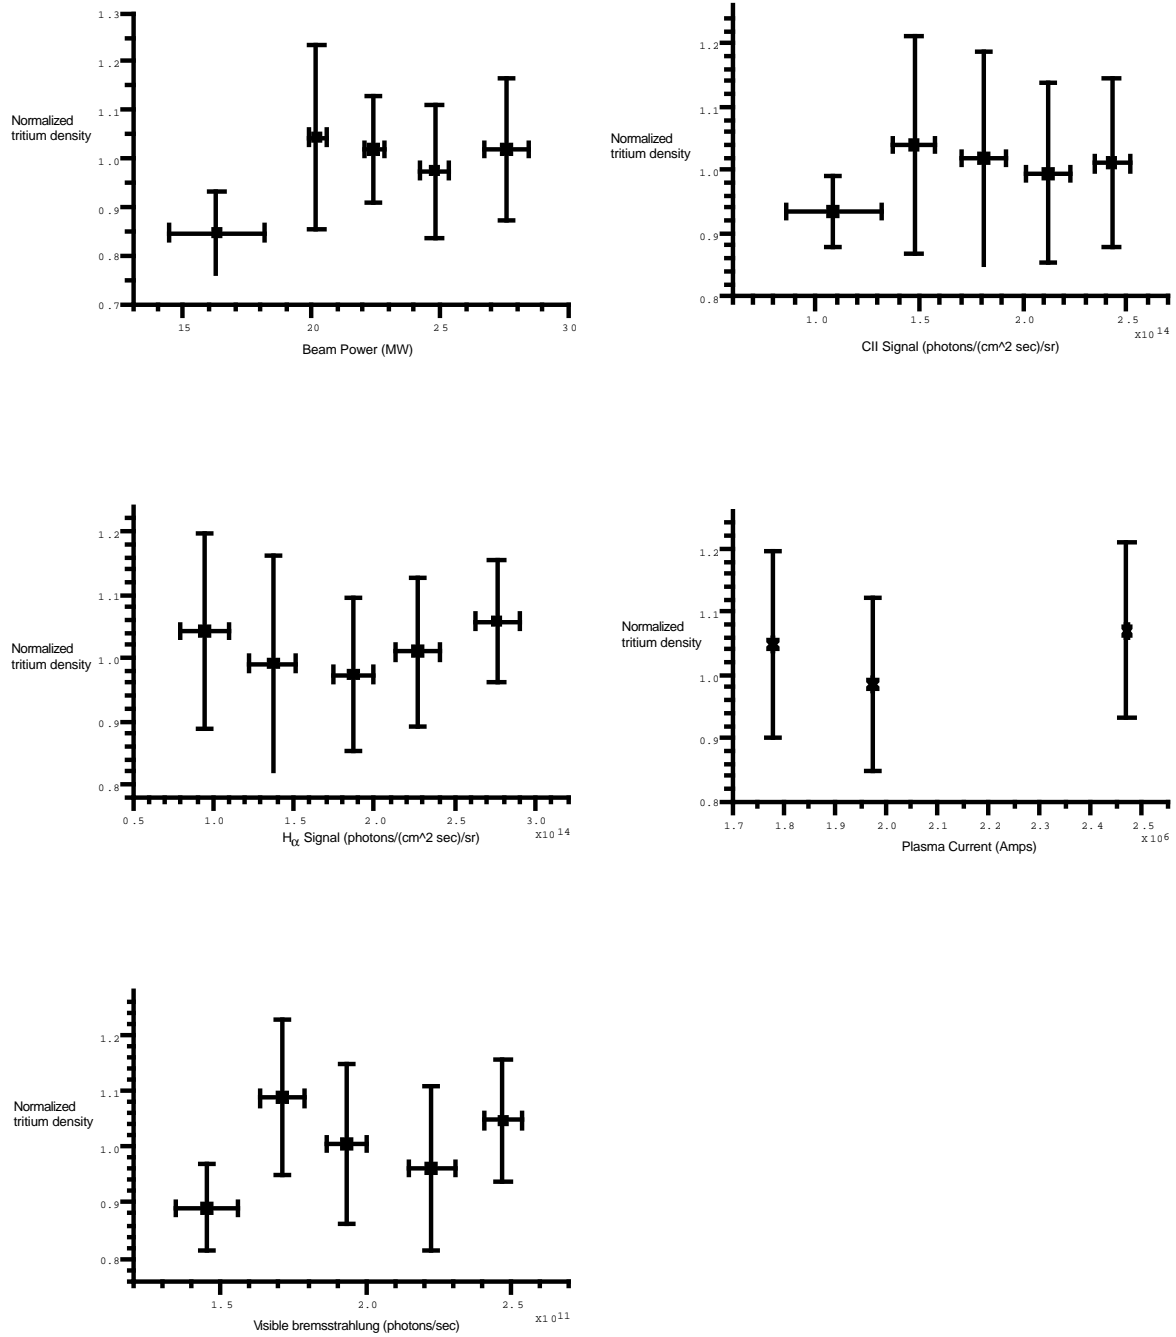 1.3
1.2
1.1
1.0
0.9
0.8
0.7
Normalized
tritium density
15 20 25 30
Beam Power (MW)
1.2
1.1
1.0
0.9
0.8
Normalized
tritium density
1.0 1.5 2.0 2.5
x10 14
CII Signal (photons/(cm^2 sec)/sr)
1.2
1.1
1.0
0.9
0.8
Normalized
tritium density
0.5 1.0 1.5 2.0 2.5 3.0
x10 14
Hα Signal (photons/(cm^2 sec)/sr)
1.2
1.1
1.0
0.9
0.8
Normalized
tritium density
1.7 1.8 1.9 2.0 2.1 2.2 2.3 2.4 2.5
x10 6
Plasma Current (Amps)
1.2
1.1
1.0
0.9
0.8
Normalized
tritium density
1.5 2.0 2.5
x10 11
Visible bremsstrahlung (photons/sec)